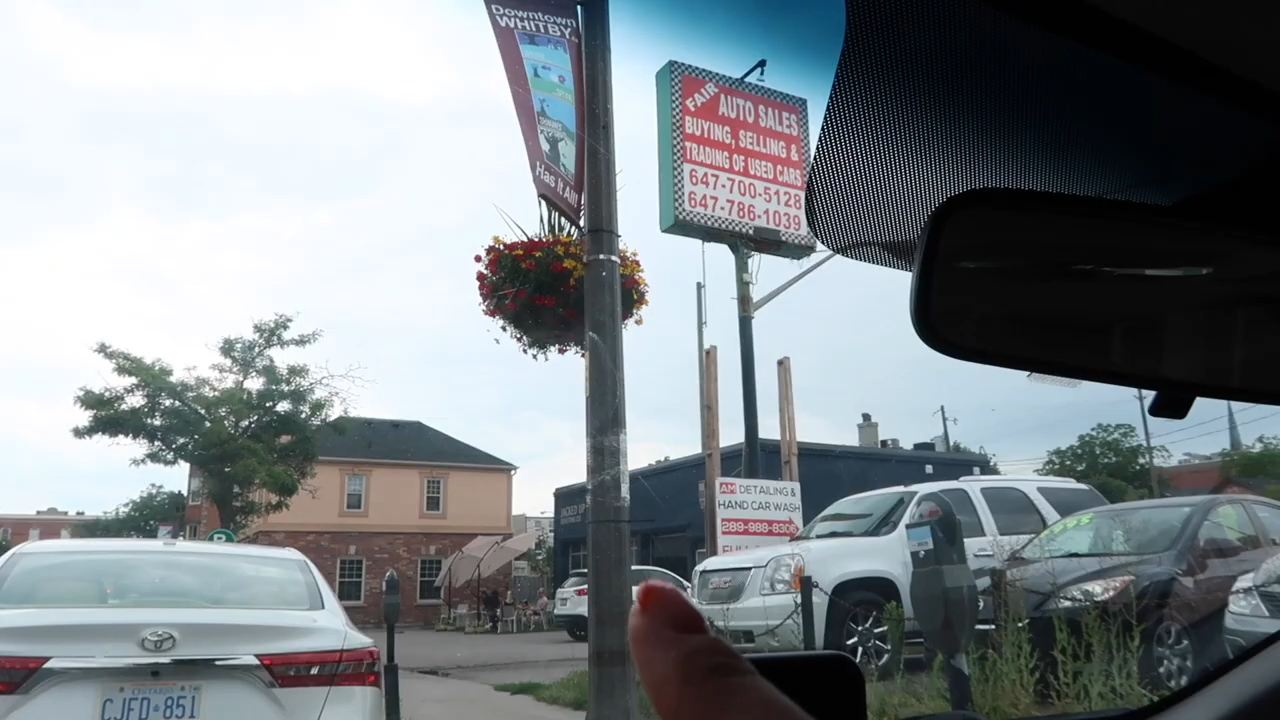 Downtown
WHITBY
Has It All!
FAIR
AUTO SALES
BUYING, SELLING &
TRADING OF USED CARS
647-700-5128
647-786-1039
AM DETAILING &
HAND CAR WASH
289-988-8306
GMC
P
ONTARIO
CJFD 851